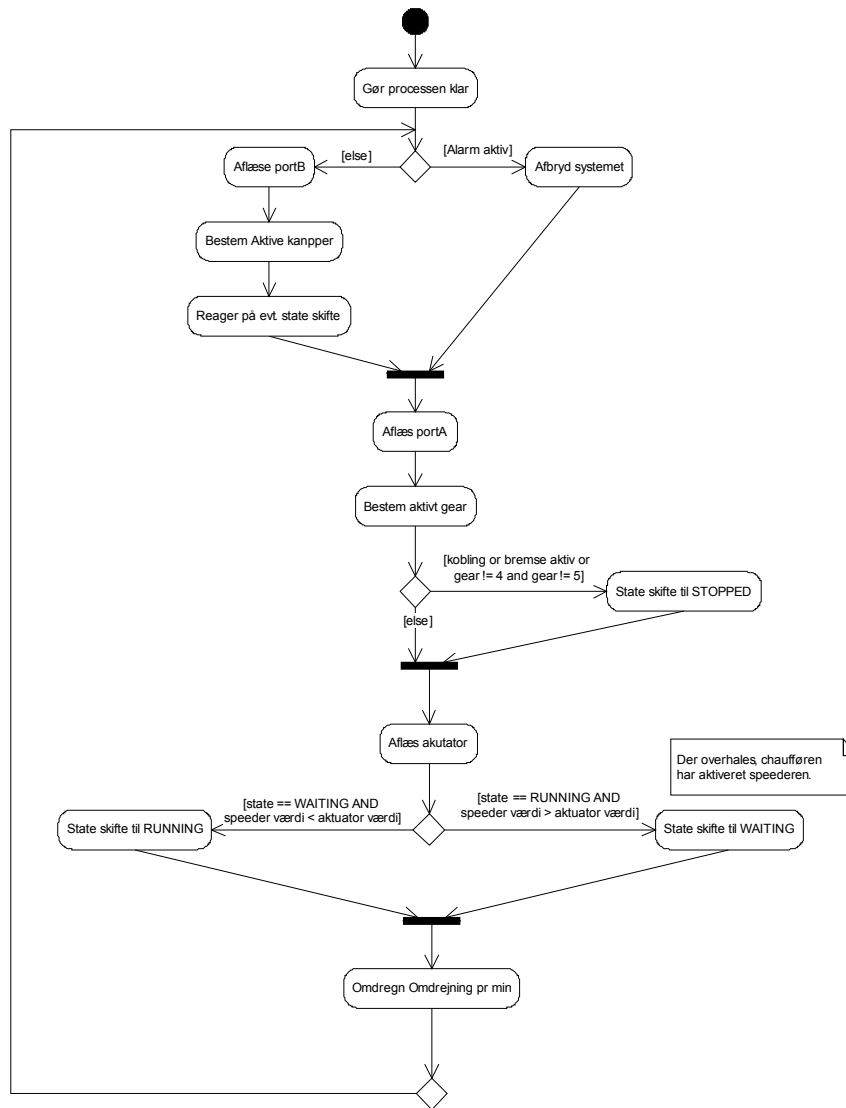 Gør processen klar
[else]
[Alarm aktiv]
Aflæse portB
Afbryd systemet
Bestem Aktive kanpper
Reager på evt. state skifte
Aflæs portA
Bestem aktivt gear
[kobling or bremse aktiv or
gear != 4 and gear != 5]
State skifte til STOPPED
[else]
Aflæs akutator
Der overhales, chaufføren
har aktiveret speederen.
[state == WAITING AND
speeder værdi < aktuator værdi]
[state == RUNNING AND
speeder værdi > aktuator værdi]
State skifte til RUNNING
State skifte til WAITING
Omdregn Omdrejning pr min